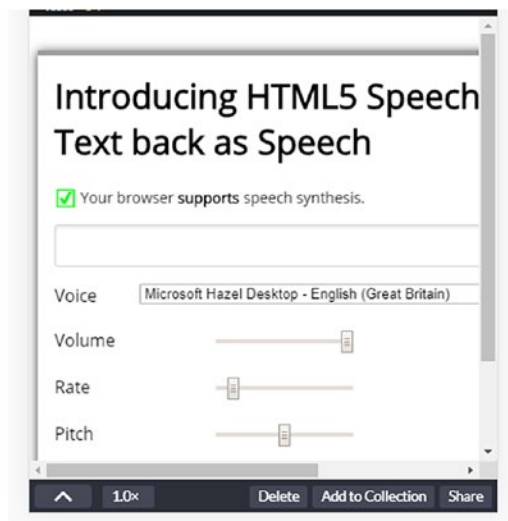 Introducing HTML5 Speech
Text back as Speech
Your browser supports speech synthesis.
Voice
Microsoft Hazel Desktop - English (Great Britain)
Volume
Rate
Pitch
1.0×
Delete
Add to Collection
Share